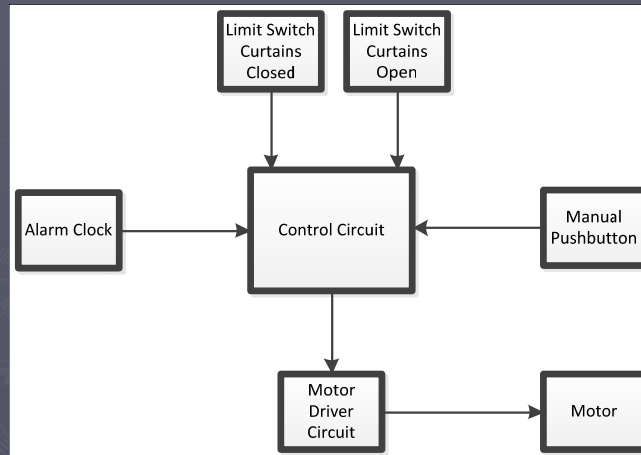 Limit Switch
Curtains
Closed
Limit Switch
Curtains
Open
Alarm Clock
Control Circuit
Manual
Pushbutton
Motor
Driver
Circuit
Motor